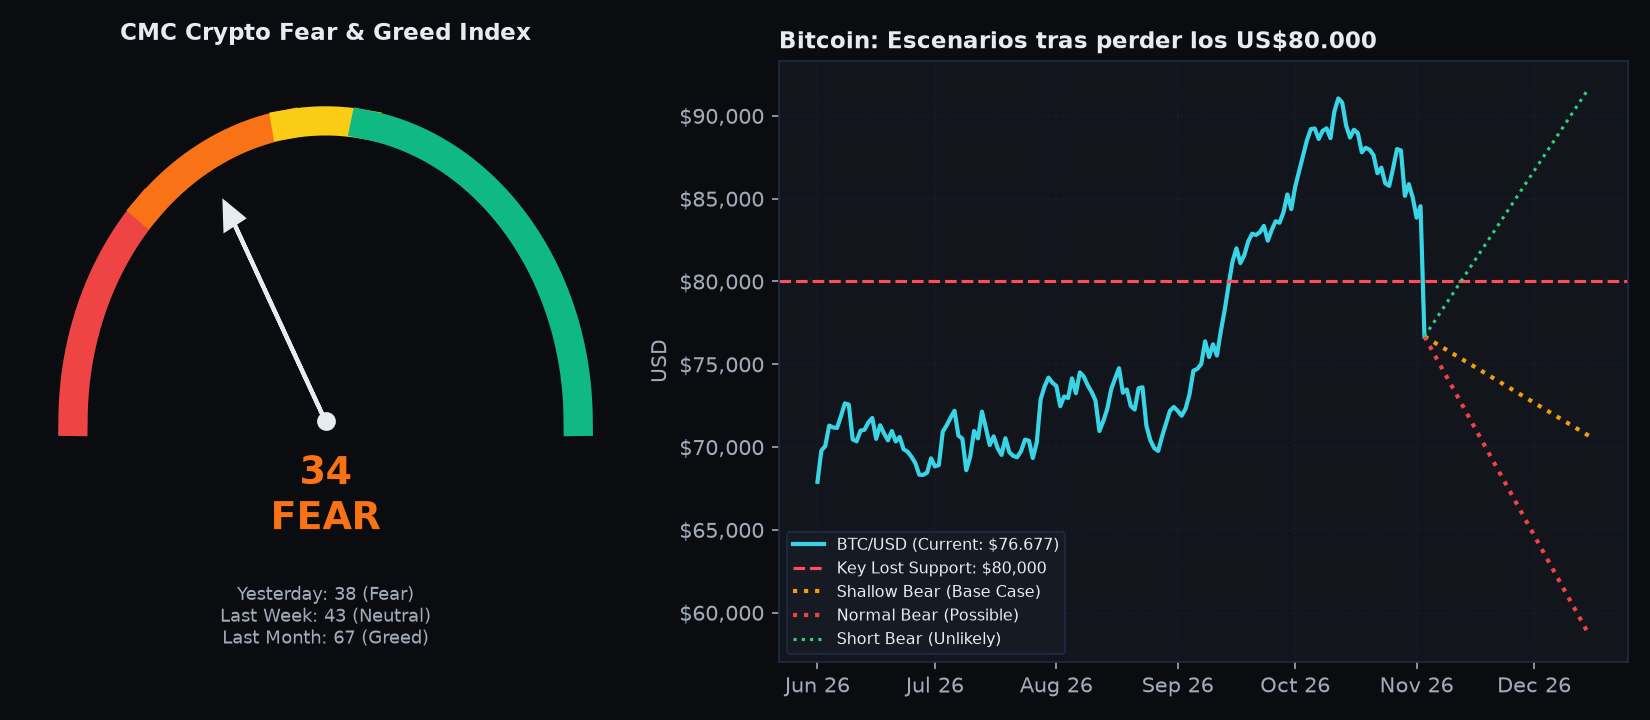 CMC Crypto Fear & Greed Index
34
FEAR
Yesterday: 38 (Fear)
Last Week: 43 (Neutral)
Last Month: 67 (Greed)
Bitcoin: Escenarios tras perder los US$80.000
USD
$90,000
$85,000
$80,000
$75,000
$70,000
$65,000
$60,000
BTC/USD (Current: $76.677)
Key Lost Support: $80,000
Shallow Bear (Base Case)
Normal Bear (Possible)
Short Bear (Unlikely)
Jun 26
Jul 26
Aug 26
Sep 26
Oct 26
Nov 26
Dec 26